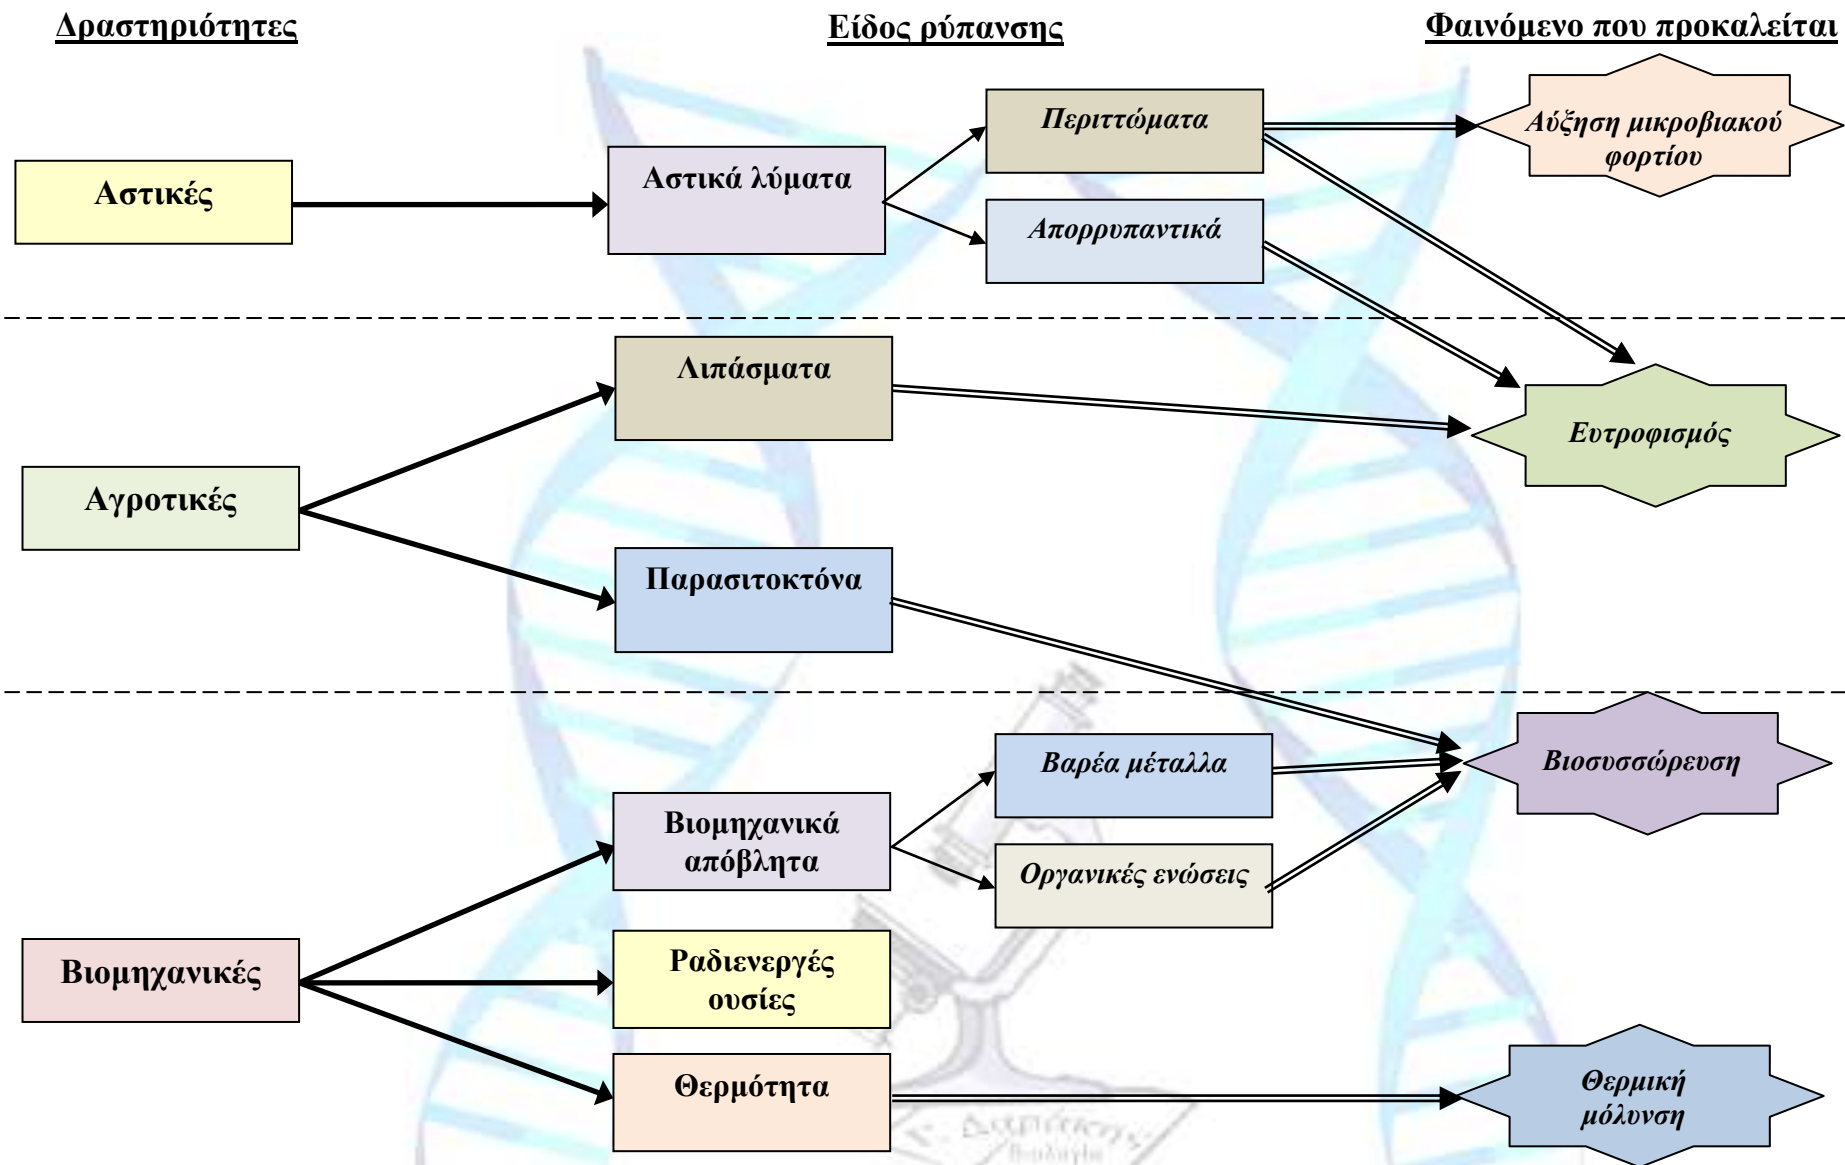 Δραστηριότητες
Είδος ρύπανσης
Φαινόμενο που προκαλείται
Περιττώματα
Αύξηση μικροβιακού
φορτίου
Αστικές
Αστικά λύματα
Απορρυπαντικά
Λιπάσματα
Ευτροφισμός
Αγροτικές
Παρασιτοκτόνα
Βαρέα μέταλλα
Βιοσυσσώρευση
Βιομηχανικά
απόβλητα
Οργανικές ενώσεις
Βιομηχανικές
Ραδιενεργές
ουσίες
Θερμότητα
Θερμική
μόλυνση